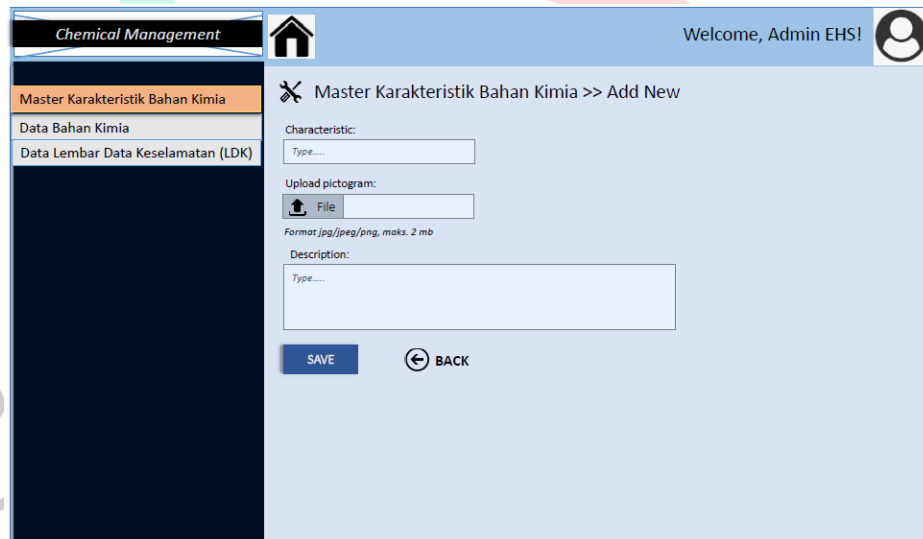 Chemical Management
Welcome, Admin EHS!
Master Karakteristik Bahan Kimia
Data Bahan Kimia
Data Lembar Data Keselamatan (LDK)
Master Karakteristik Bahan Kimia >> Add New
Characteristic:
Type.....
Upload pictogram:
File
Format jpg/jpeg/png, maks. 2 mb
Description:
Type.....
SAVE
BACK